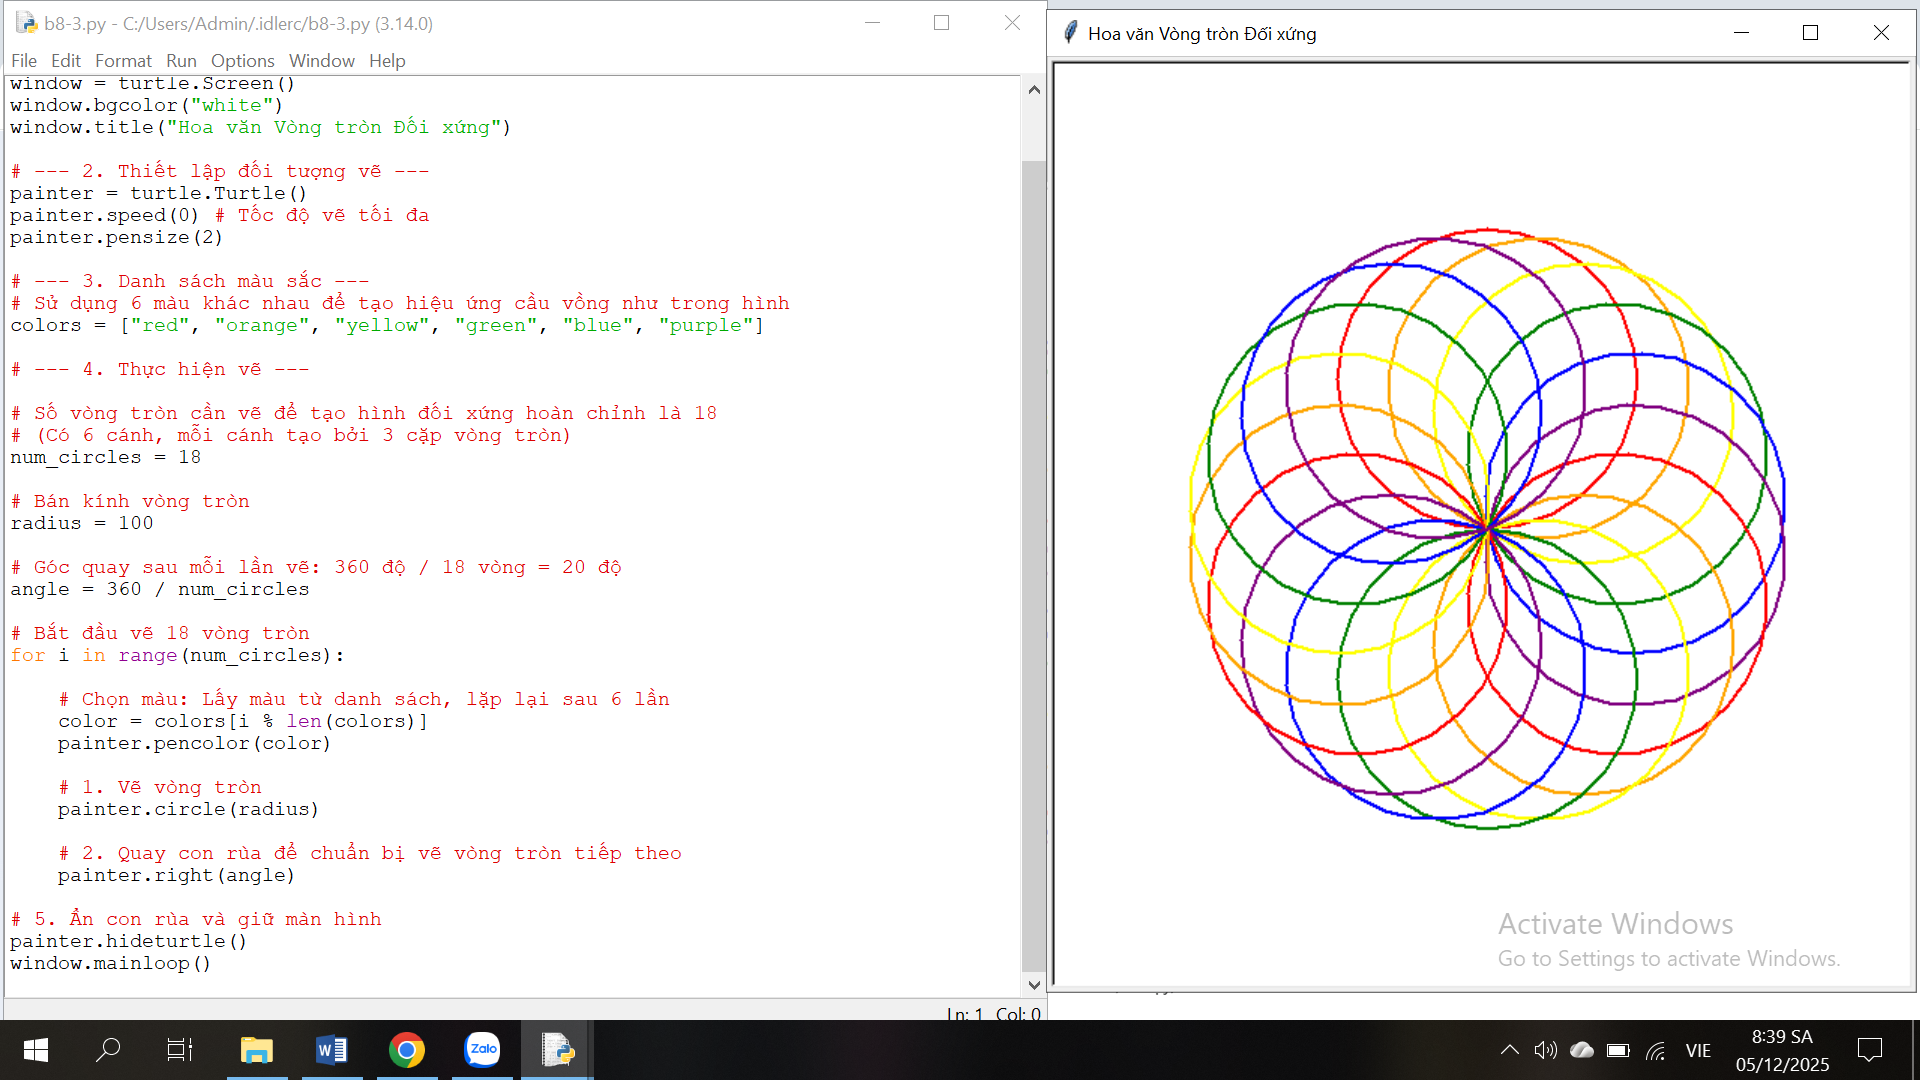 b8-3.py - C:/Users/Admin/.idlerc/b8-3.py (3.14.0)
File Edit Format Run Options Window Help
window = turtle.Screen()
window.bgcolor("white")
window.title("Hoa văn Vòng tròn Đối xứng")
# --- 2. Thiết lập đối tượng vẽ ---
painter = turtle.Turtle()
painter.speed(0) # Tốc độ vẽ tối đa
painter.pensize(2)
# --- 3. Danh sách màu sắc ---
# Sử dụng 6 màu khác nhau để tạo hiệu ứng cầu vồng như trong hình
colors = ["red", "orange", "yellow", "green", "blue", "purple"]
# --- 4. Thực hiện vẽ ---
# Số vòng tròn cần vẽ để tạo hình đối xứng hoàn chỉnh là 18
# (Có 6 cánh, mỗi cánh tạo bởi 3 cặp vòng tròn)
num_circles = 18
# Bán kính vòng tròn
radius = 100
# Góc quay sau mỗi lần vẽ: 360 độ / 18 vòng = 20 độ
angle = 360 / num_circles
# Bắt đầu vẽ 18 vòng tròn
for i in range(num_circles):
    # Chọn màu: Lấy màu từ danh sách, lặp lại sau 6 lần
    color = colors[i % len(colors)]
    painter.pencolor(color)
    # 1. Vẽ vòng tròn
    painter.circle(radius)
    # 2. Quay con rùa để chuẩn bị vẽ vòng tròn tiếp theo
    painter.right(angle)
# 5. Ẩn con rùa và giữ màn hình
painter.hideturtle()
window.mainloop()
Ln: 1 Col: 0
Hoa văn Vòng tròn Đối xứng
Activate Windows
Go to Settings to activate Windows.
Zalo
VIE
8:39 SA
05/12/2025